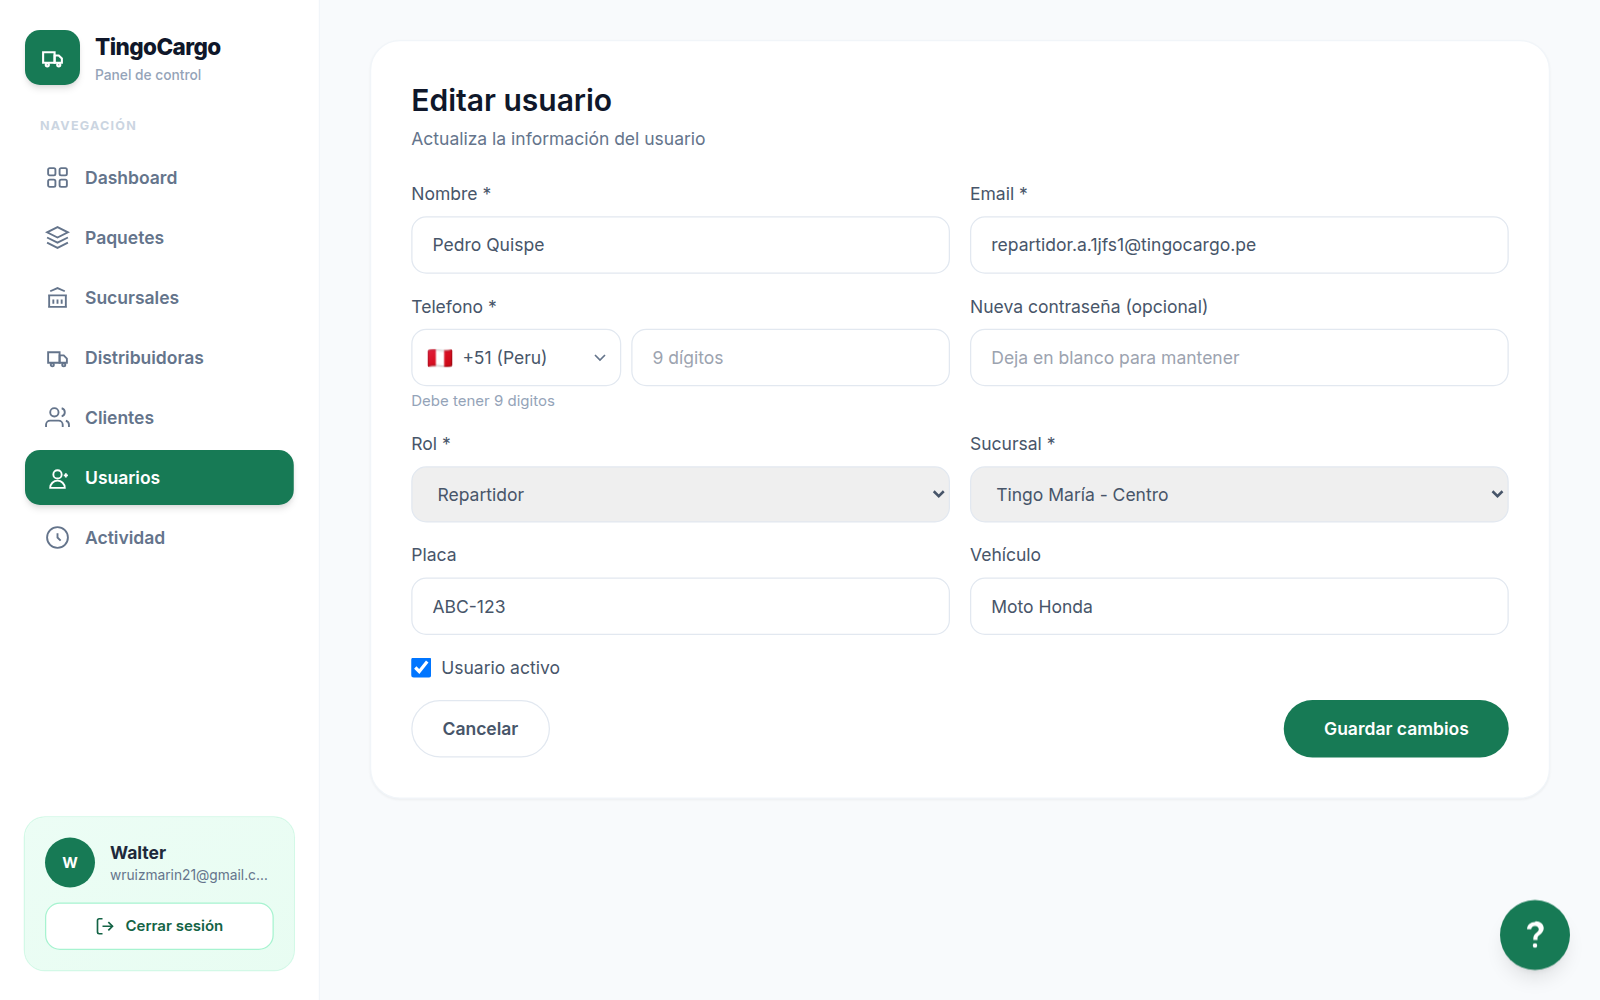 TingoCargo
Panel de control
NAVEGACIÓN
Dashboard
Paquetes
Sucursales
Distribuidoras
Clientes
Usuarios
Actividad
W
Walter
wruizmarin21@gmail.c...
Cerrar sesión
Editar usuario
Actualiza la información del usuario
Nombre *
Email *
Pedro Quispe
repartidor.a.1jfs1@tingocargo.pe
Telefono *
Nueva contraseña (opcional)
+51 (Peru)
9 dígitos
Deja en blanco para mantener
Debe tener 9 digitos
Rol *
Sucursal *
Repartidor
Tingo María - Centro
Placa
Vehículo
ABC-123
Moto Honda
Usuario activo
Cancelar
Guardar cambios
?